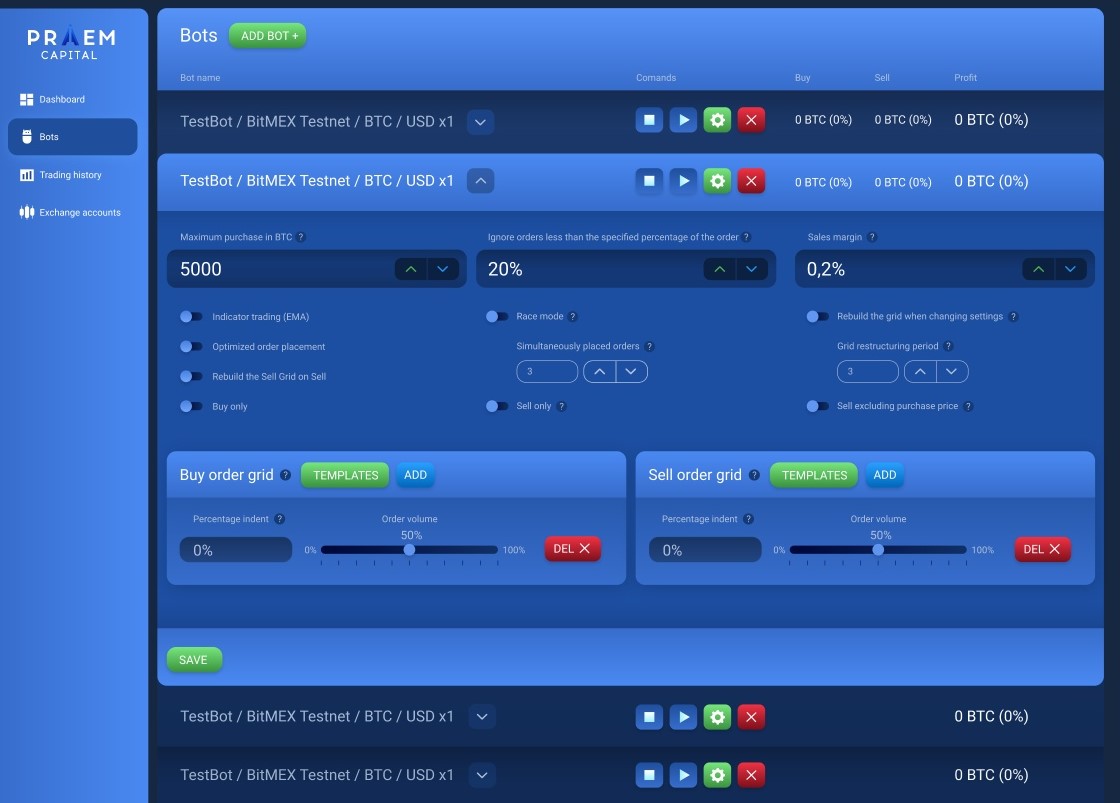 PRAEM
CAPITAL
Dashboard
Bots
Trading history
Exchange accounts
Bots ADD BOT +
Bot name Comands Buy Sell Profit
TestBot / BitMEX Testnet / BTC / USD x1 0 BTC (0%) 0 BTC (0%) 0 BTC (0%)
TestBot / BitMEX Testnet / BTC / USD x1 0 BTC (0%) 0 BTC (0%) 0 BTC (0%)
Maximum purchase in BTC ? Ignore orders less than the specified percentage of the order ? Sales margin ?
5000 20% 0,2%
Indicator trading (EMA) Race mode ? Rebuild the grid when changing settings ?
Optimized order placement Simultaneously placed orders ? Grid restructuring period ?
Rebuild the Sell Grid on Sell 3 3
Buy only Sell only ? Sell excluding purchase price ?
Buy order grid ? TEMPLATES ADD Sell order grid ? TEMPLATES ADD
Percentage indent ? Order volume Percentage indent ? Order volume
50% 50%
0% 0% 100% DEL X 0% 0% 100% DEL X
SAVE
TestBot / BitMEX Testnet / BTC / USD x1 0 BTC (0%)
TestBot / BitMEX Testnet / BTC / USD x1 0 BTC (0%)